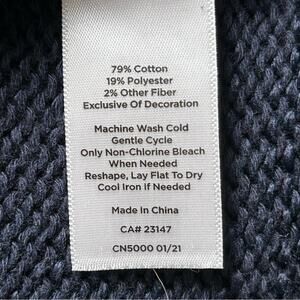 79% Cotton
19% Polyester
2% Other Fiber
Exclusive Of Decoration
Machine Wash Cold
Gentle Cycle
Only Non-Chlorine Bleach
When Needed
Reshape, Lay Flat To Dry
Cool Iron If Needed
Made In China
CA# 23147
CN5000 01/21